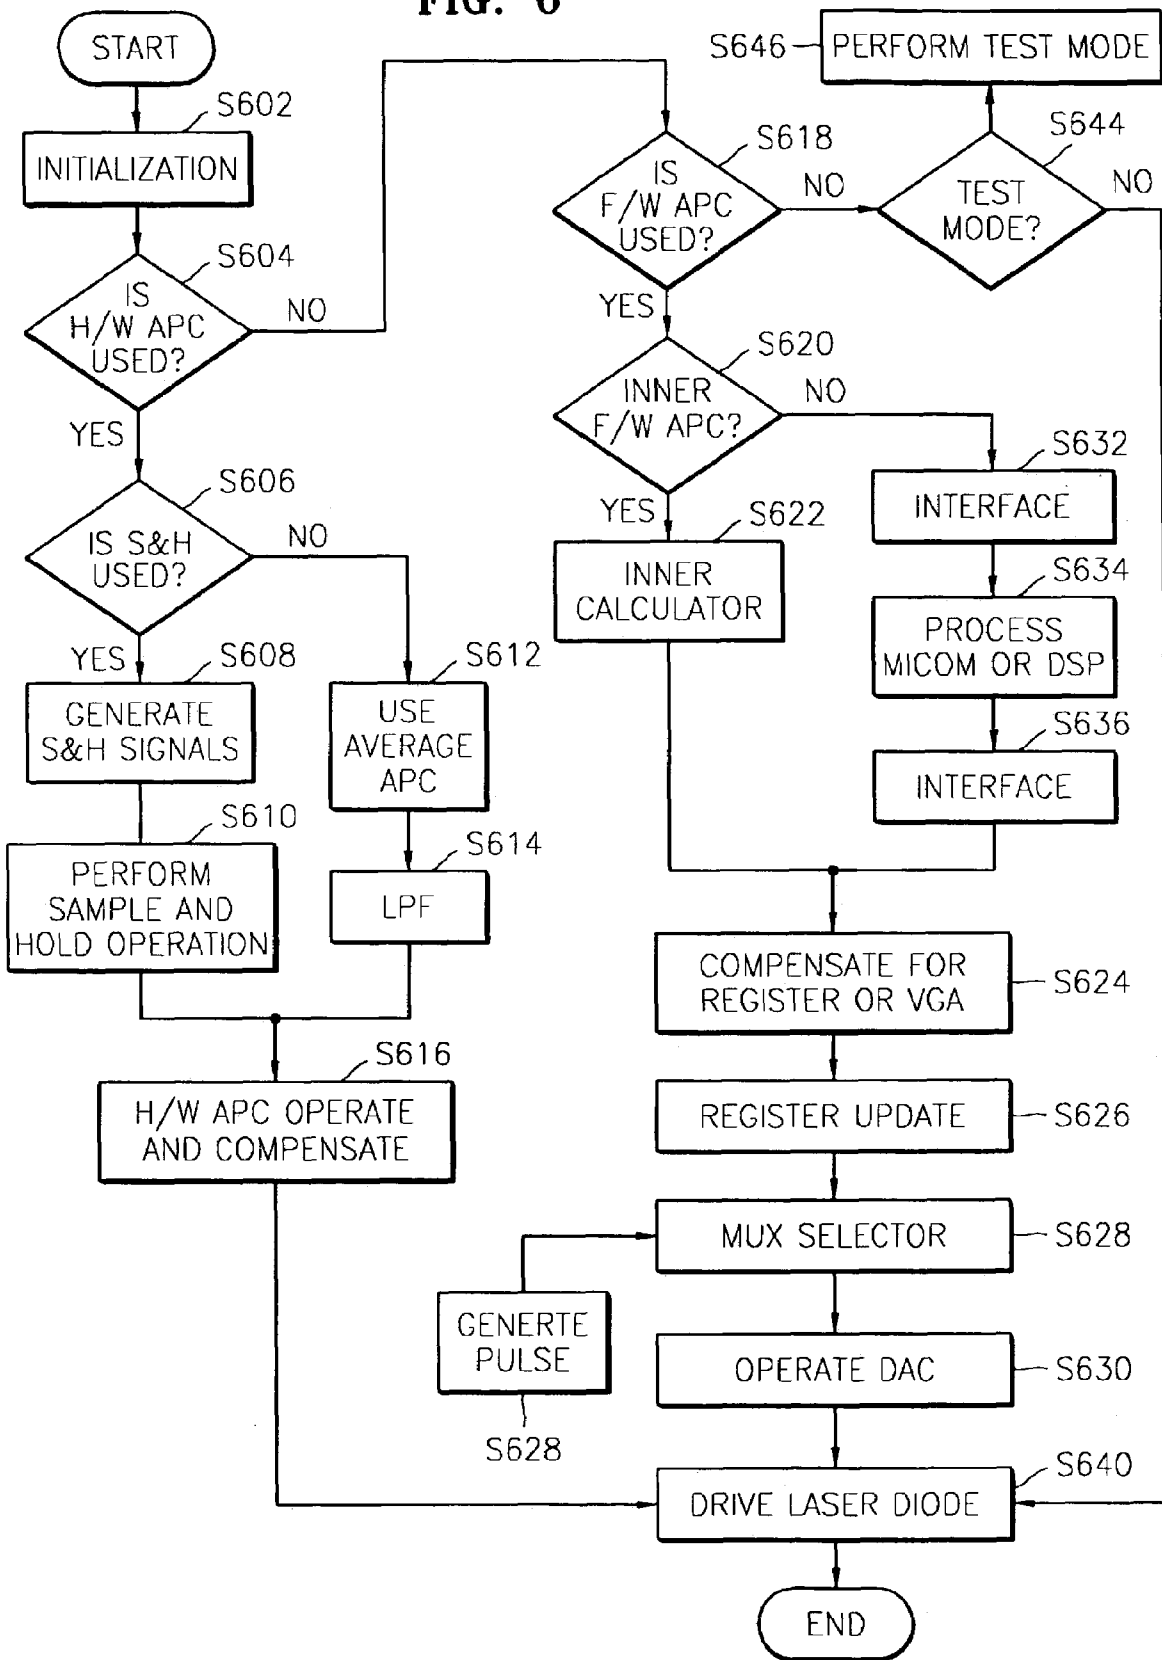 FIG. 6
START
S602
INITIALIZATION
S604
IS
H/W APC
USED?
NO
YES
S606
IS S&H
USED?
NO
YES
S608
GENERATE
S&H SIGNALS
S610
PERFORM
SAMPLE AND
HOLD OPERATION
S612
USE
AVERAGE
APC
S614
LPF
S616
H/W APC OPERATE
AND COMPENSATE
S618
IS
F/W APC
USED?
NO
YES
S620
INNER
F/W APC?
NO
YES
S622
INNER
CALCULATOR
S632
INTERFACE
S634
PROCESS
MICOM OR DSP
S636
INTERFACE
S646
PERFORM TEST MODE
S644
TEST
MODE?
NO
COMPENSATE FOR
REGISTER OR VGA
S624
REGISTER UPDATE
S626
MUX SELECTOR
S628
GENERTE
PULSE
S628
OPERATE DAC
S630
S640
DRIVE LASER DIODE
END